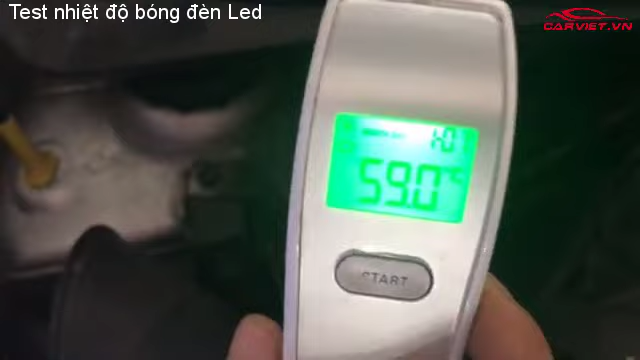 Test nhiệt độ bóng đèn Led
CARVIET.VN
59.0°C
START